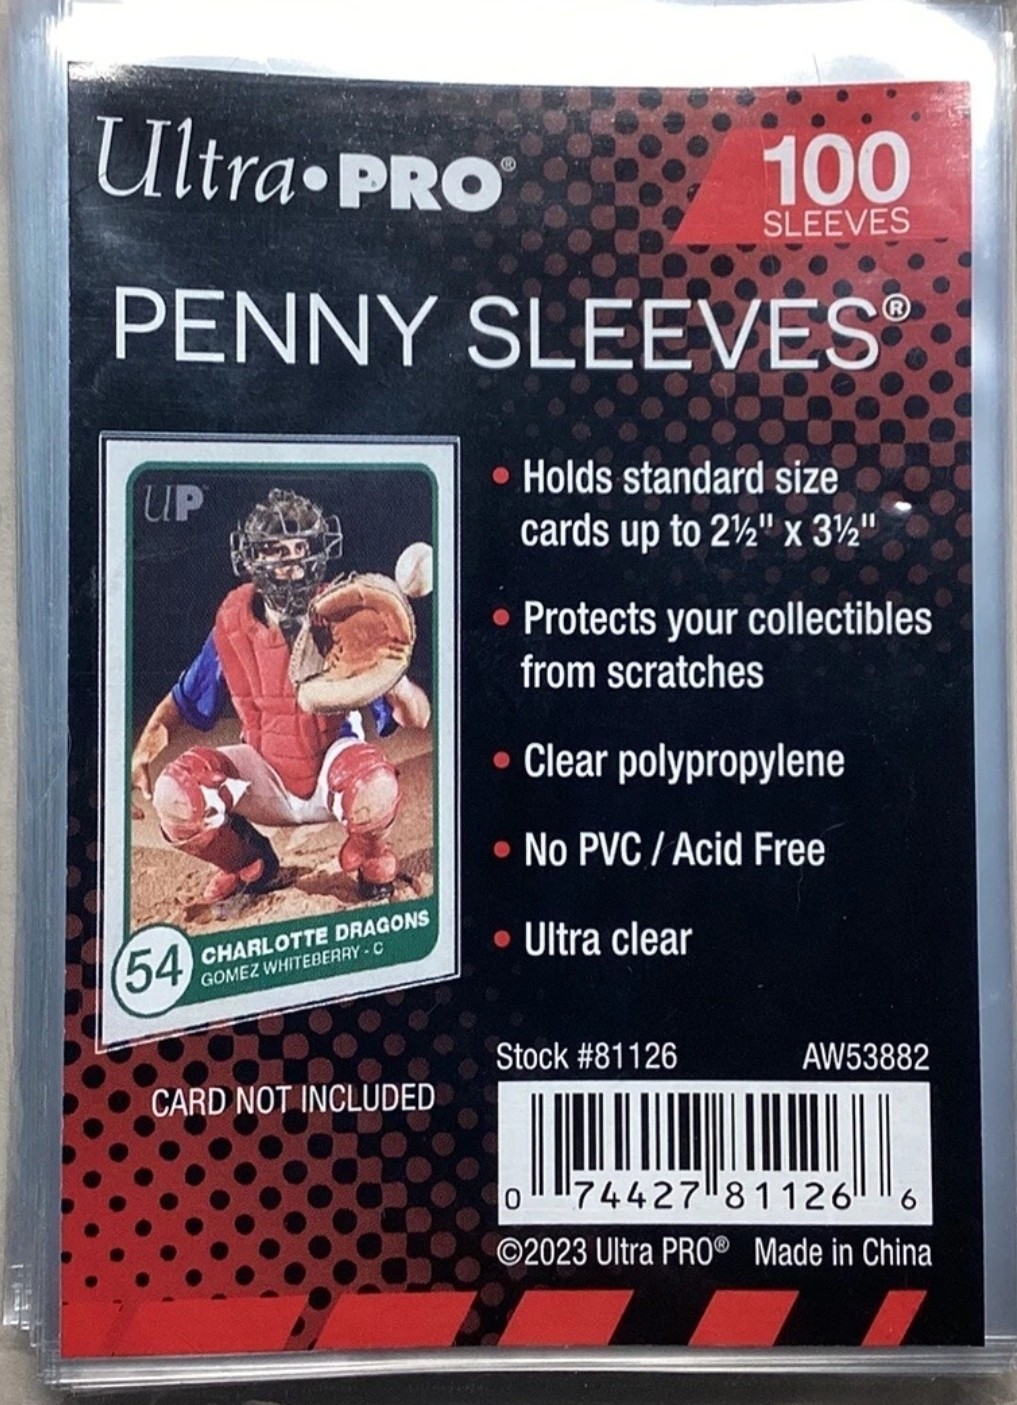 Ultra•PRO®
100
SLEEVES
PENNY SLEEVES®
UP
54
CHARLOTTE DRAGONS
GOMEZ WHITEBERRY - C
CARD NOT INCLUDED
• Holds standard size
cards up to 2½" x 3½"
• Protects your collectibles
from scratches
• Clear polypropylene
• No PVC / Acid Free
• Ultra clear
Stock #81126 AW53882
0 74427 81126 6
©2023 Ultra PRO® Made in China